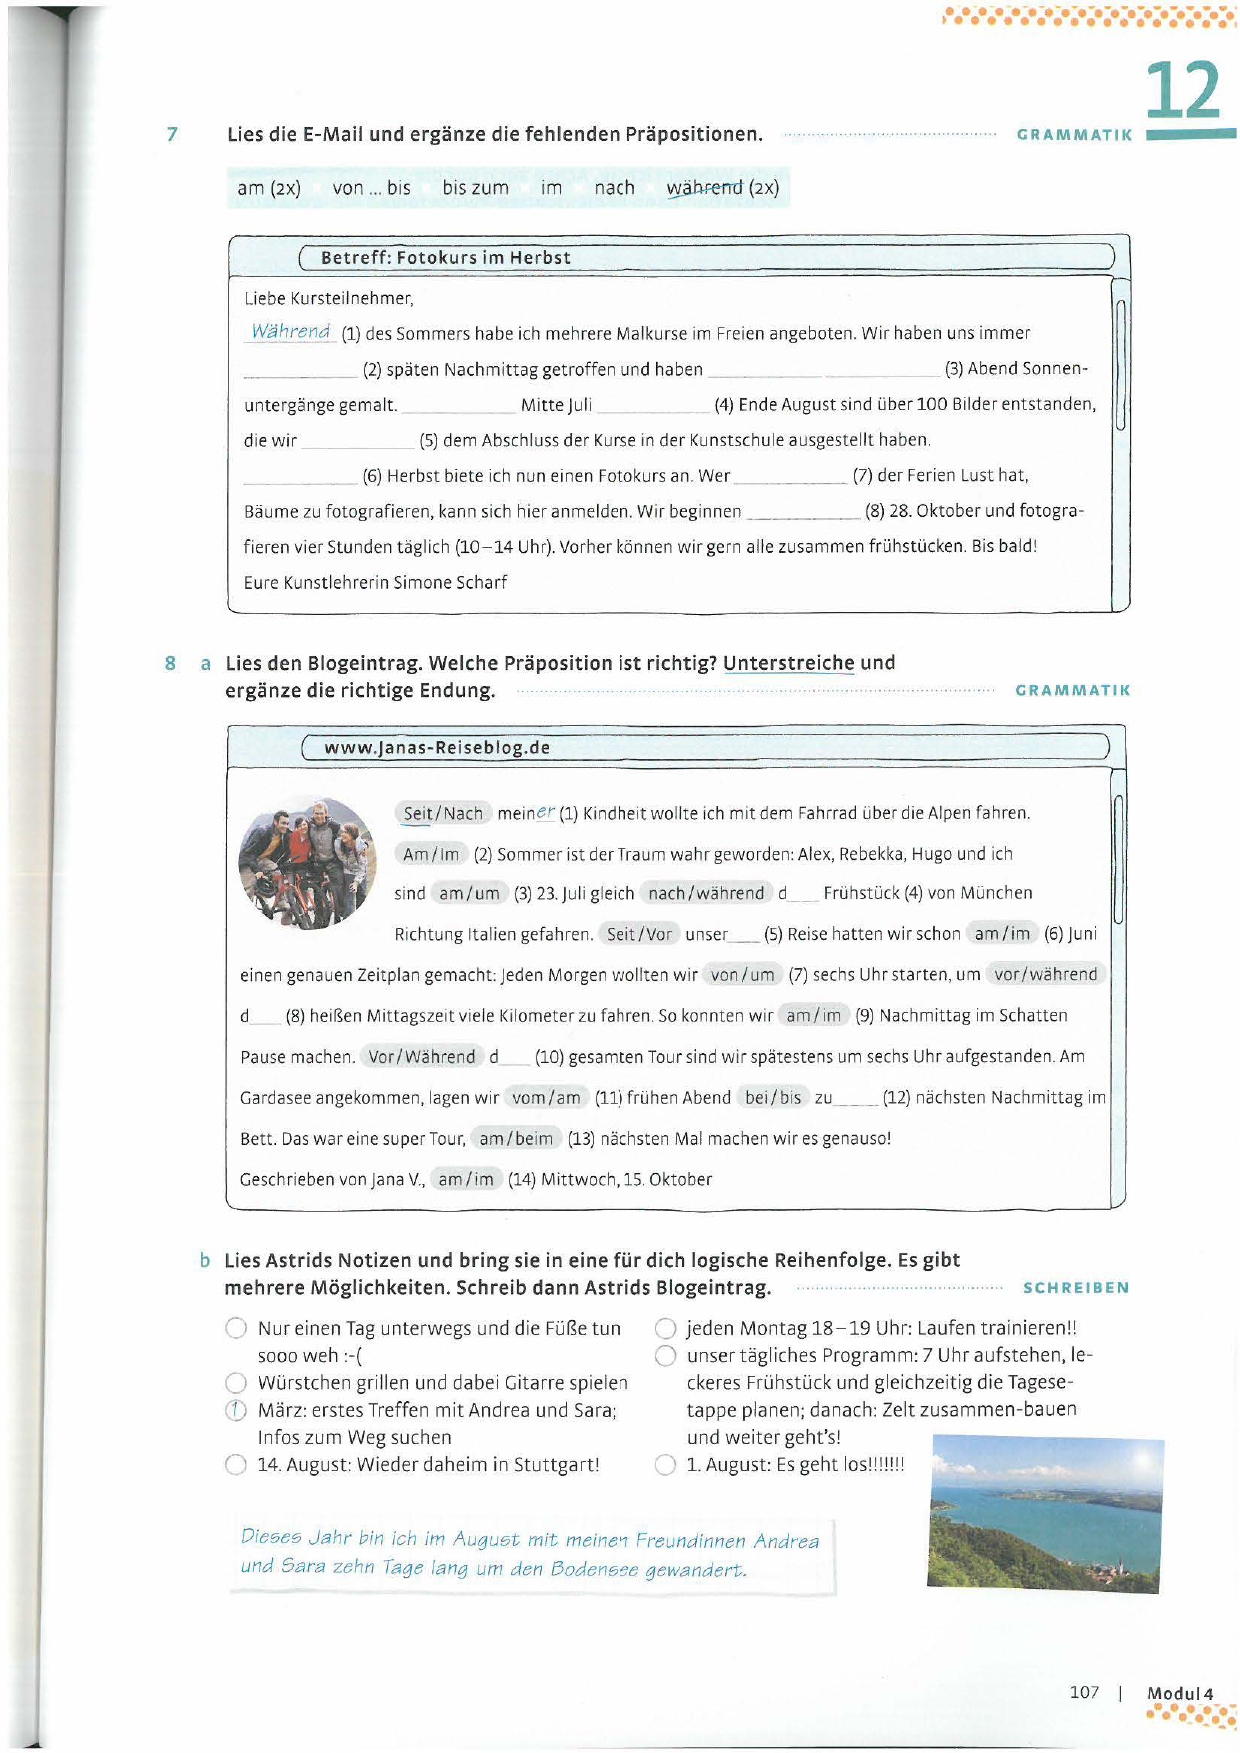 12
7 Lies die E-Mail und ergänze die fehlenden Präpositionen. GRAMMATIK
am (2x) von ... bis bis zum im nach während (2x)
Betreff: Fotokurs im Herbst
Liebe Kursteilnehmer,
Während (1) des Sommers habe ich mehrere Malkurse im Freien angeboten. Wir haben uns immer
(2) späten Nachmittag getroffen und haben (3) Abend Sonnen-
untergänge gemalt. Mitte Juli (4) Ende August sind über 100 Bilder entstanden,
die wir (5) dem Abschluss der Kurse in der Kunstschule ausgestellt haben.
(6) Herbst biete ich nun einen Fotokurs an. Wer (7) der Ferien Lust hat,
Bäume zu fotografieren, kann sich hier anmelden. Wir beginnen (8) 28. Oktober und fotogra-
fieren vier Stunden täglich (10–14 Uhr). Vorher können wir gern alle zusammen frühstücken. Bis bald!
Eure Kunstlehrerin Simone Scharf
8 a Lies den Blogeintrag. Welche Präposition ist richtig? Unterstreiche und
ergänze die richtige Endung. GRAMMATIK
www.Janas-Reiseblog.de
Seit/Nach meiner (1) Kindheit wollte ich mit dem Fahrrad über die Alpen fahren.
Am/Im (2) Sommer ist der Traum wahr geworden: Alex, Rebekka, Hugo und ich
sind am/um (3) 23. Juli gleich nach/während d___ Frühstück (4) von München
Richtung Italien gefahren. Seit/Vor unser___ (5) Reise hatten wir schon am/im (6) Juni
einen genauen Zeitplan gemacht: Jeden Morgen wollten wir von/um (7) sechs Uhr starten, um vor/während
d___ (8) heißen Mittagszeit viele Kilometer zu fahren. So konnten wir am/im (9) Nachmittag im Schatten
Pause machen. Vor/Während d___ (10) gesamten Tour sind wir spätestens um sechs Uhr aufgestanden. Am
Gardasee angekommen, lagen wir vom/am (11) frühen Abend bei/bis zu____ (12) nächsten Nachmittag im
Bett. Das war eine super Tour, am/beim (13) nächsten Mal machen wir es genauso!
Geschrieben von Jana V., am/im (14) Mittwoch, 15. Oktober
b Lies Astrids Notizen und bring sie in eine für dich logische Reihenfolge. Es gibt
mehrere Möglichkeiten. Schreib dann Astrids Blogeintrag. SCHREIBEN
Nur einen Tag unterwegs und die Füße tun
sooo weh :-(
Würstchen grillen und dabei Gitarre spielen
1 März: erstes Treffen mit Andrea und Sara;
Infos zum Weg suchen
14. August: Wieder daheim in Stuttgart!
jeden Montag 18–19 Uhr: Laufen trainieren!!
unser tägliches Programm: 7 Uhr aufstehen, le-
ckeres Frühstück und gleichzeitig die Tagese-
tappe planen; danach: Zelt zusammen-bauen
und weiter geht's!
1. August: Es geht los!!!!!!!
Dieses Jahr bin ich im August mit meinen Freundinnen Andrea
und Sara zehn Tage lang um den Bodensee gewandert.
107 | Modul 4